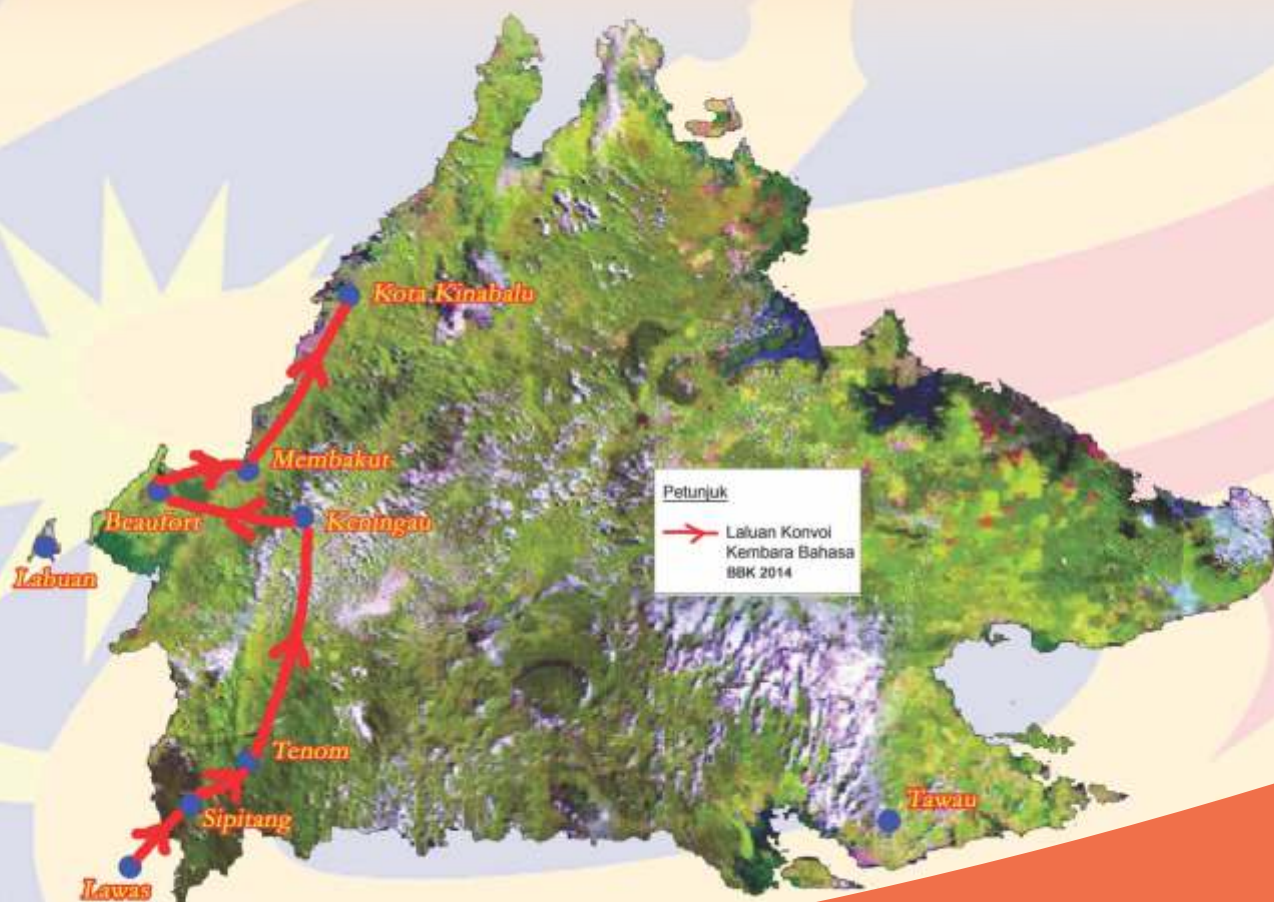 Kota Kinabalu
Membakut
Beaufort
Keningau
Labuan
Petunjuk
Laluan Konvoi
Kembara Bahasa
BBK 2014
Tenom
Sipitang
Tawau
Lawas